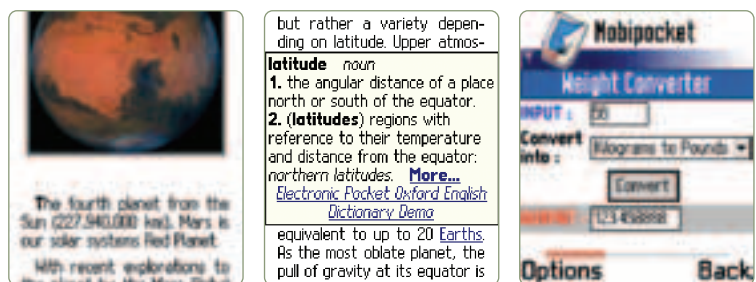 The fourth planet from the
Sun (227,940,000 km). Mars is
our solar systems Red Planet.
With recent explorations to
but rather a variety depen-
ding on latitude. Upper atmos-
latitude noun
1. the angular distance of a place
north or south of the equator.
2. (latitudes) regions with
reference to their temperature
and distance from the equator:
northern latitudes. More...
Electronic Pocket Oxford English
Dictionary Demo
equivalent to up to 20 Earths.
As the most oblate planet, the
pull of gravity at its equator is
Mobipocket
Weight Converter
INPUT :
56
Convert
into :
Kilograms to Pounds
Convert
123.458898
Options
Back